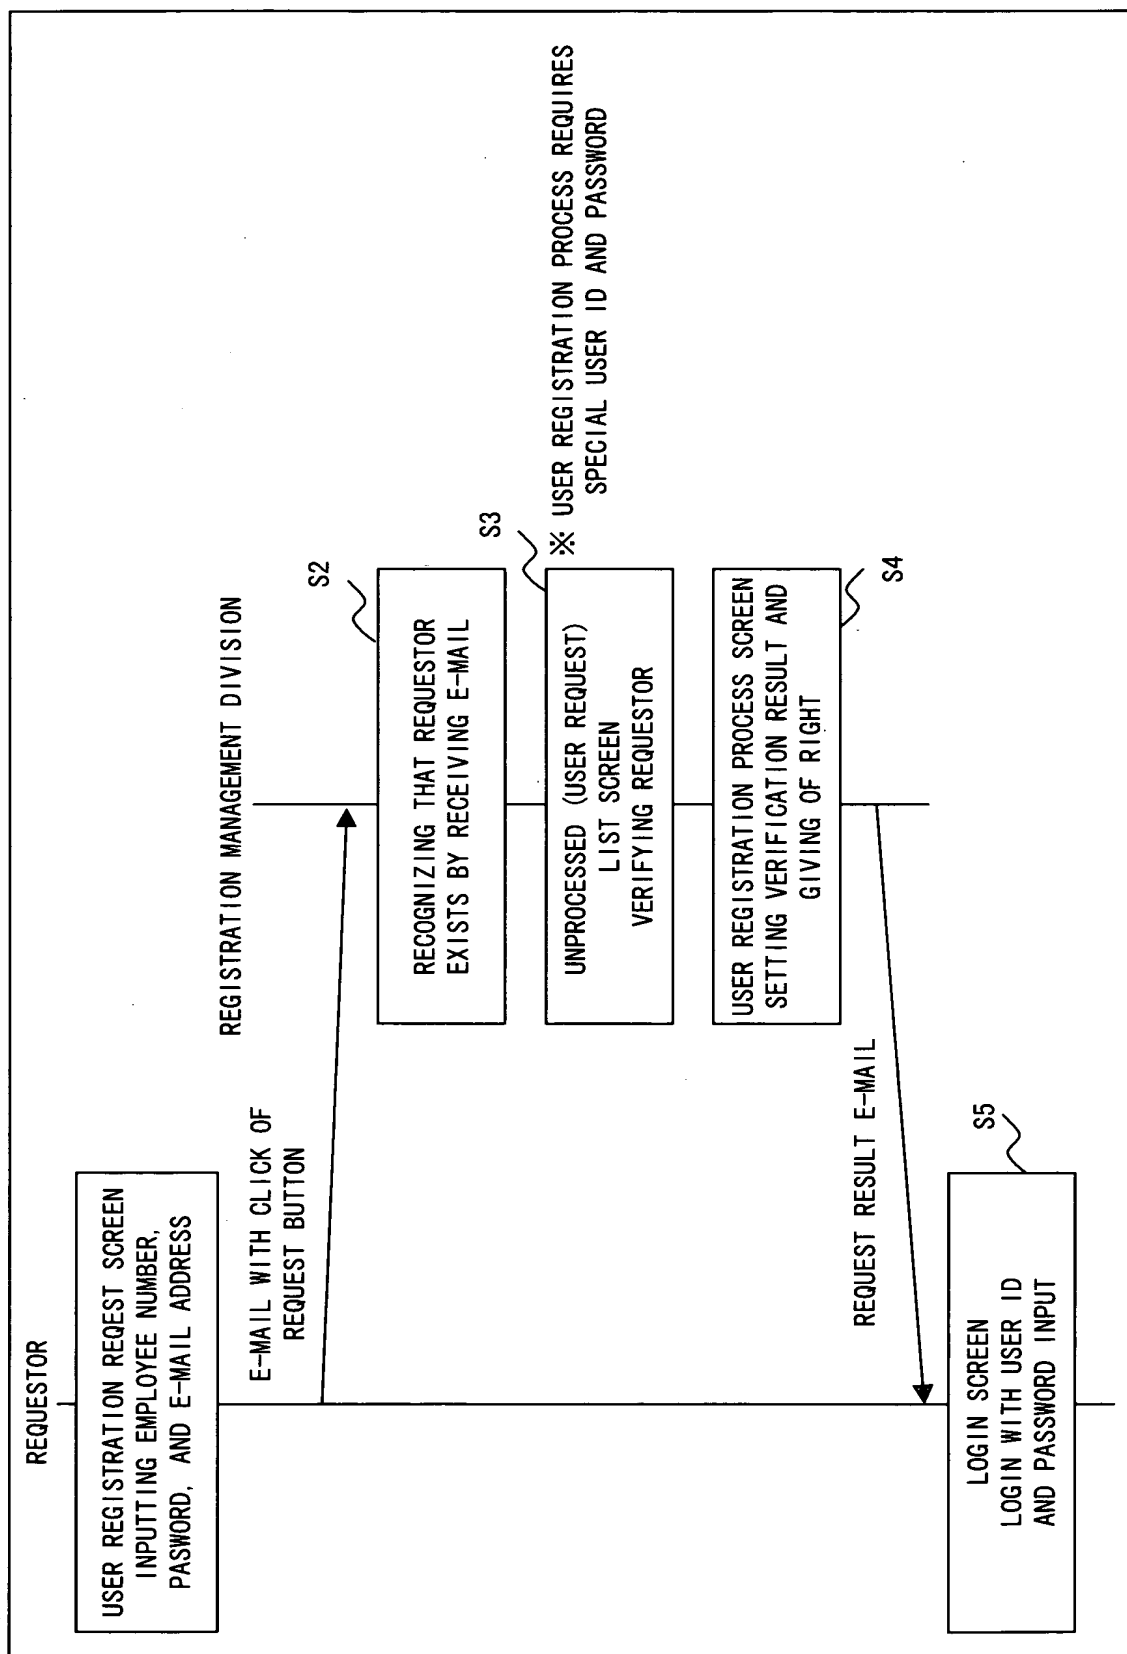 REQUESTOR
USER REGISTRATION REQEST SCREEN
INPUTTING EMPLOYEE NUMBER,
PASWORD, AND E-MAIL ADDRESS
E-MAIL WITH CLICK OF
REQUEST BUTTON
REGISTRATION MANAGEMENT DIVISION
S2
RECOGNIZING THAT REQUESTOR
EXISTS BY RECEIVING E-MAIL
S3
※ USER REGISTRATION PROCESS REQUIRES
SPECIAL USER ID AND PASSWORD
UNPROCESSED (USER REQUEST)
LIST SCREEN
VERIFYING REQUESTOR
USER REGISTRATION PROCESS SCREEN
SETTING VERIFICATION RESULT AND
GIVING OF RIGHT
S4
REQUEST RESULT E-MAIL
S5
LOGIN SCREEN
LOGIN WITH USER ID
AND PASSWORD INPUT